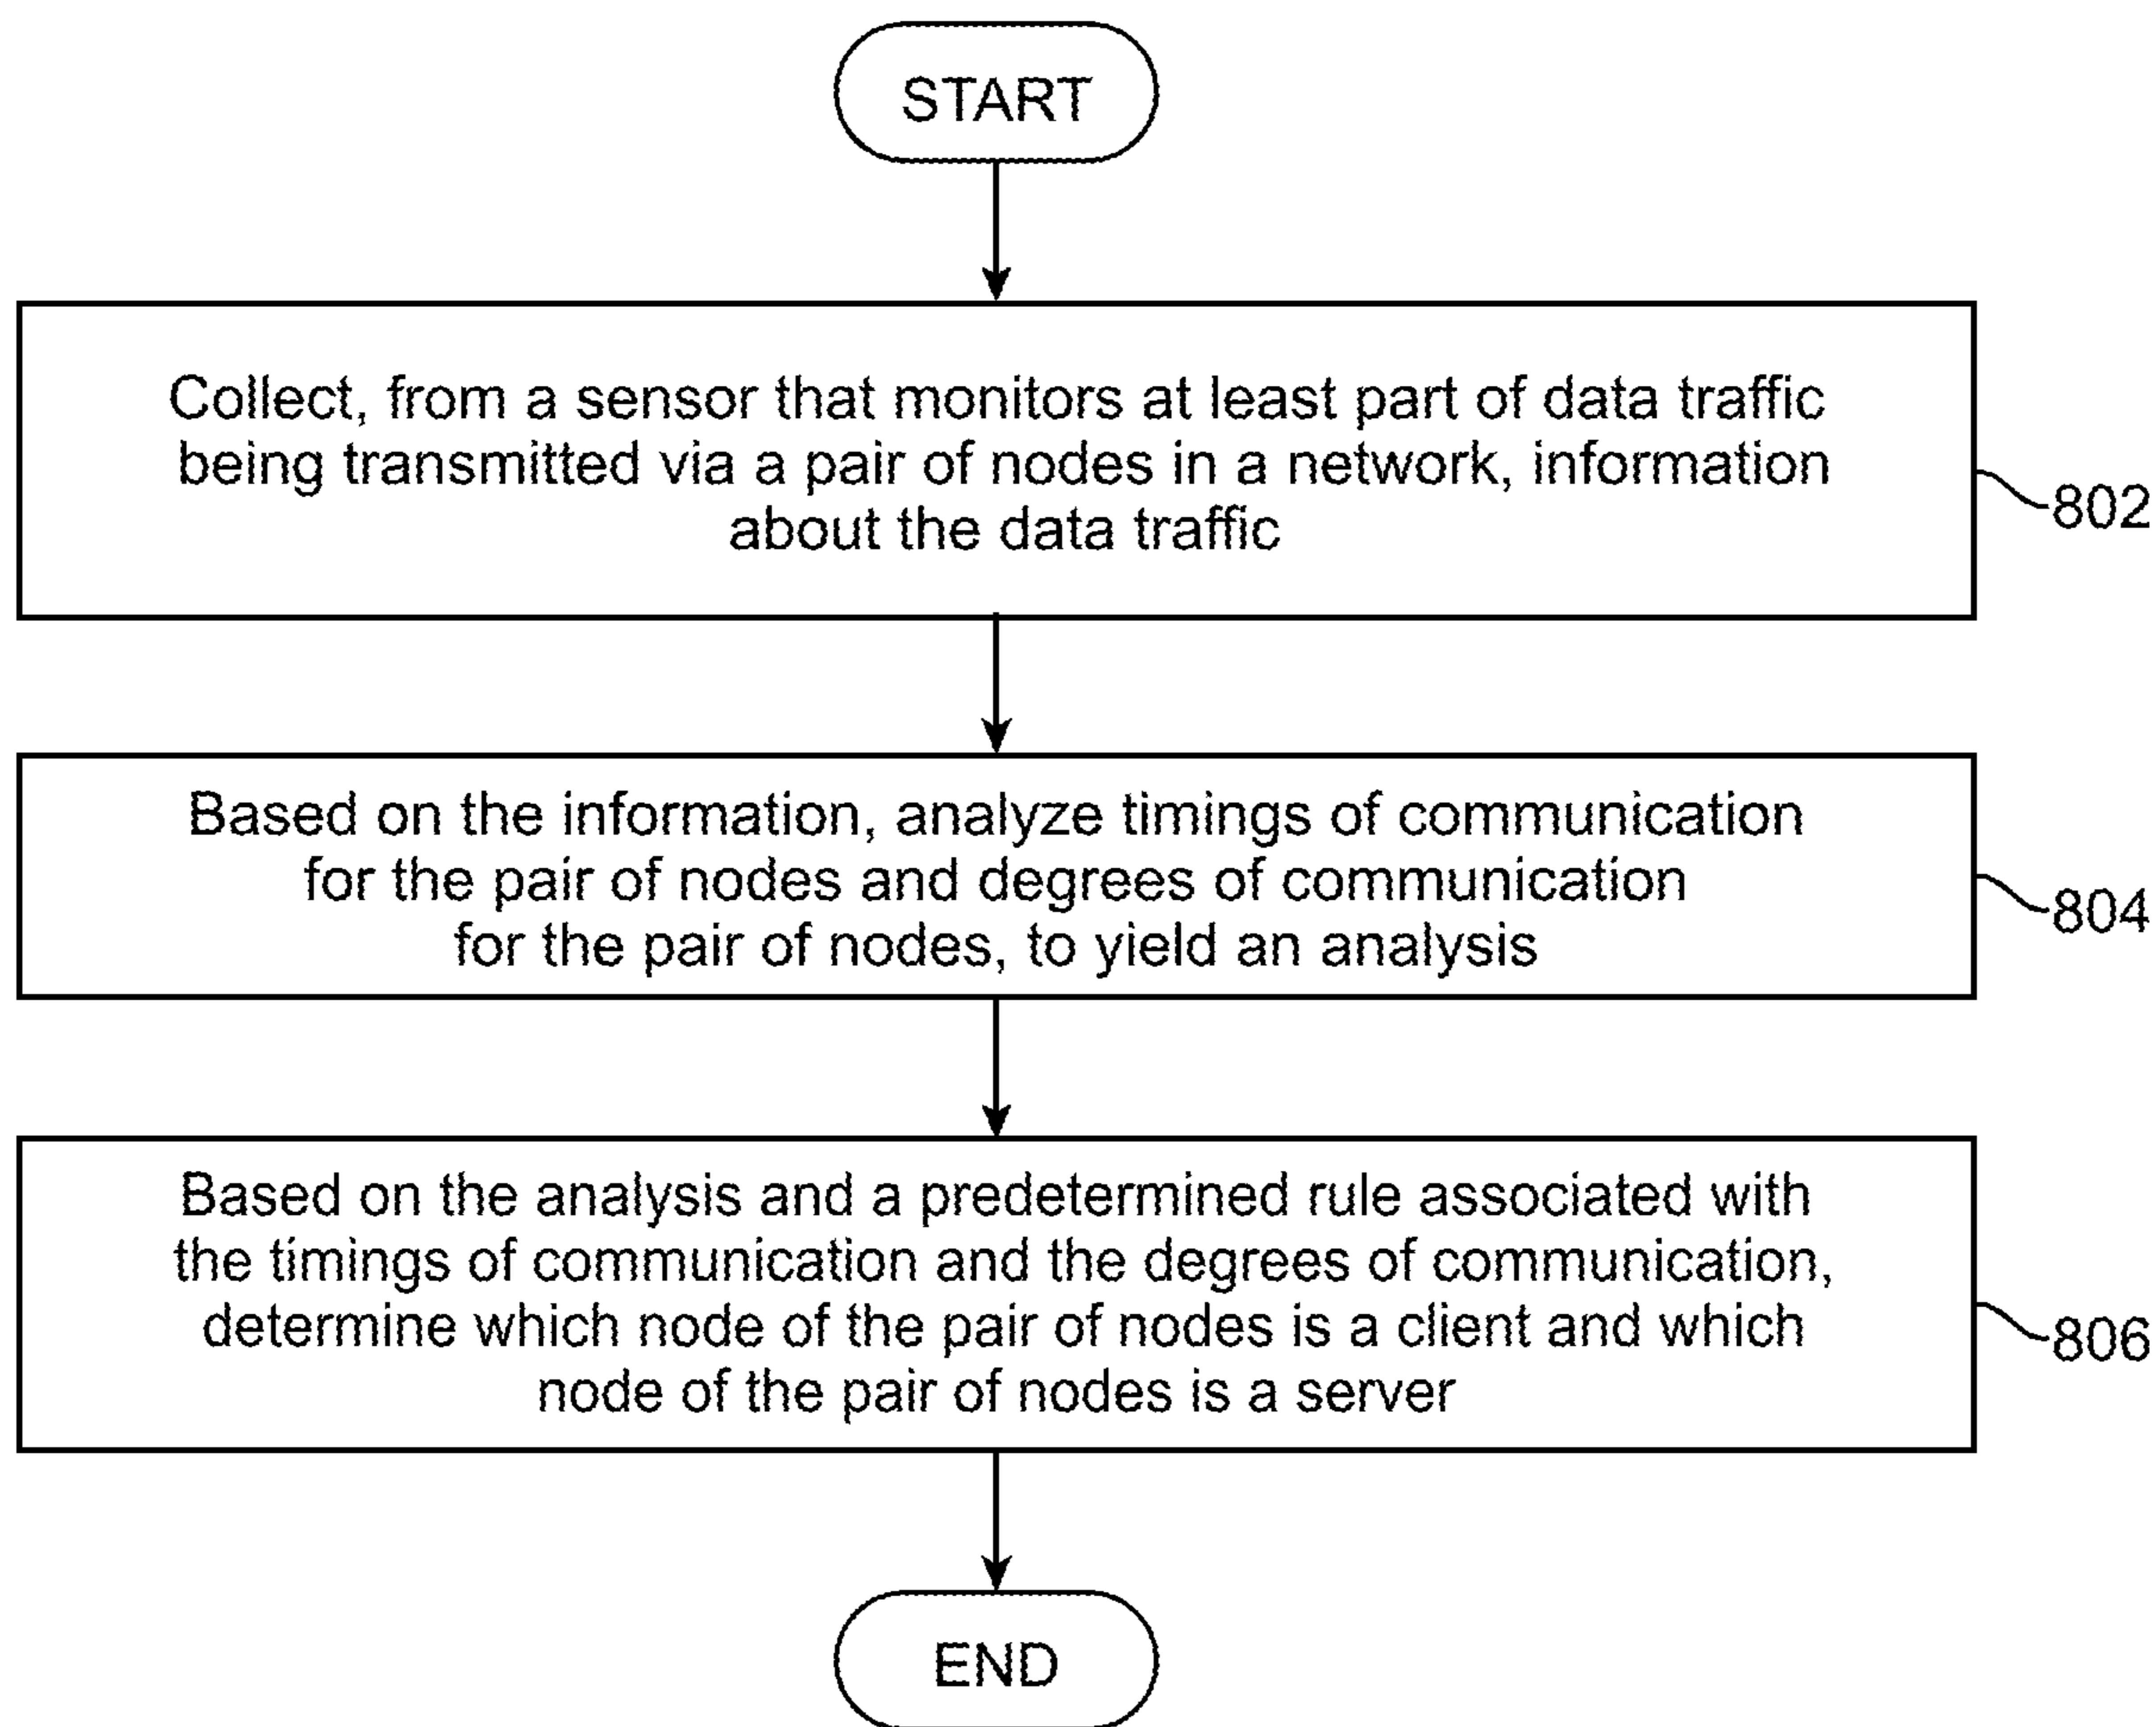 START
Collect, from a sensor that monitors at least part of data traffic
being transmitted via a pair of nodes in a network, information
about the data traffic
802
Based on the information, analyze timings of communication
for the pair of nodes and degrees of communication
for the pair of nodes, to yield an analysis
804
Based on the analysis and a predetermined rule associated with
the timings of communication and the degrees of communication,
determine which node of the pair of nodes is a client and which
node of the pair of nodes is a server
806
END